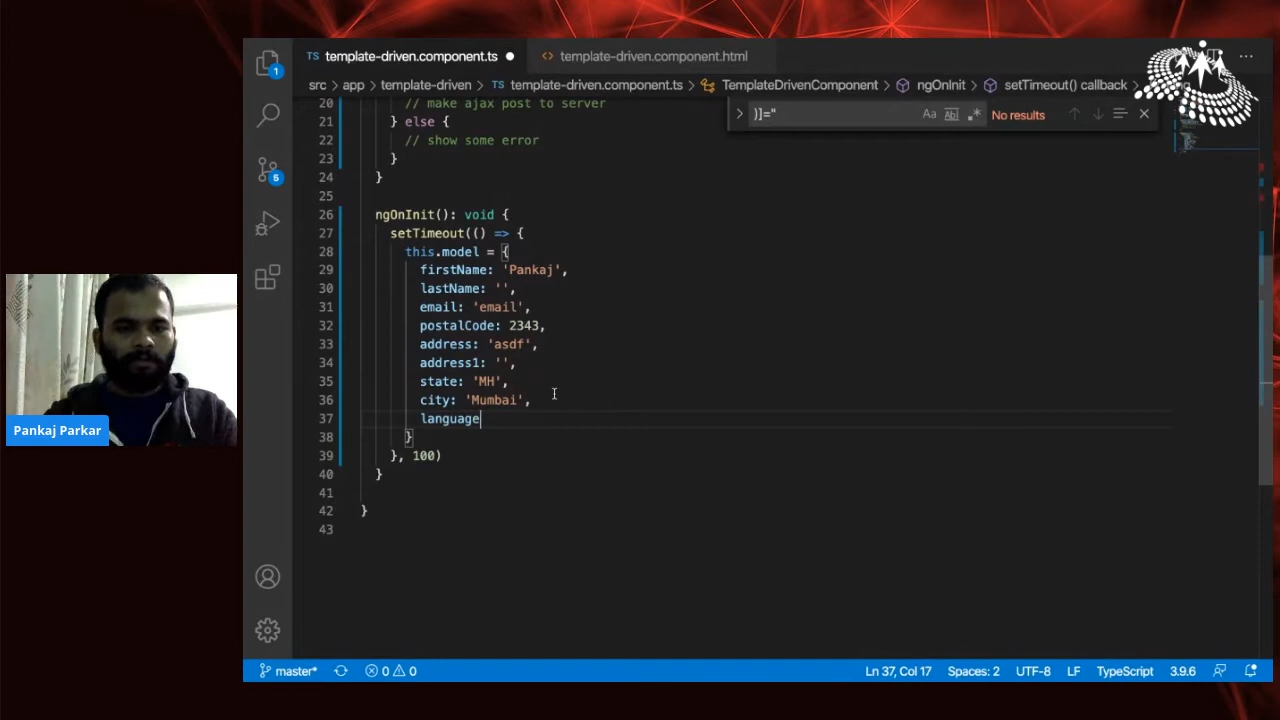 TS template-driven.component.ts
<> template-driven.component.html
...
src > app > template-driven > TS template-driven.component.ts > TemplateDrivenComponent > ngOnInit > setTimeout() callback >
1
5
)]="
Aa Abl .*
No results
20 // make ajax post to server
21 } else {
22 // show some error
23 }
24 }
25
26 ngOnInit(): void {
27 setTimeout(() => {
28 this.model = {
29 firstName: 'Pankaj',
30 lastName: '',
31 email: 'email',
32 postalCode: 2343,
33 address: 'asdf',
34 address1: '',
35 state: 'MH',
36 city: 'Mumbai',
37 language
38 }
39 }, 100)
40 }
41
42 }
43
Pankaj Parkar
master* 0 0 Ln 37, Col 17 Spaces: 2 UTF-8 LF TypeScript 3.9.6